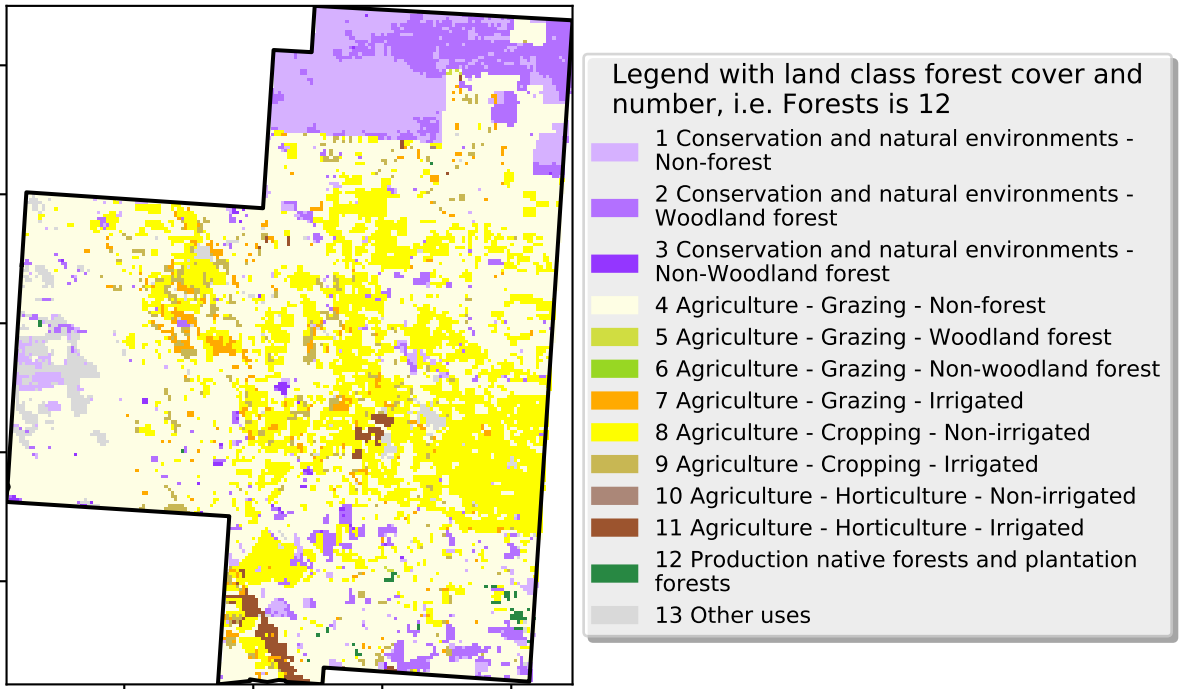 Legend with land class forest cover and
number, i.e. Forests is 12
1 Conservation and natural environments -
Non-forest
2 Conservation and natural environments -
Woodland forest
3 Conservation and natural environments -
Non-Woodland forest
4 Agriculture - Grazing - Non-forest
5 Agriculture - Grazing - Woodland forest
6 Agriculture - Grazing - Non-woodland forest
7 Agriculture - Grazing - Irrigated
8 Agriculture - Cropping - Non-irrigated
9 Agriculture - Cropping - Irrigated
10 Agriculture - Horticulture - Non-irrigated
11 Agriculture - Horticulture - Irrigated
12 Production native forests and plantation
forests
13 Other uses